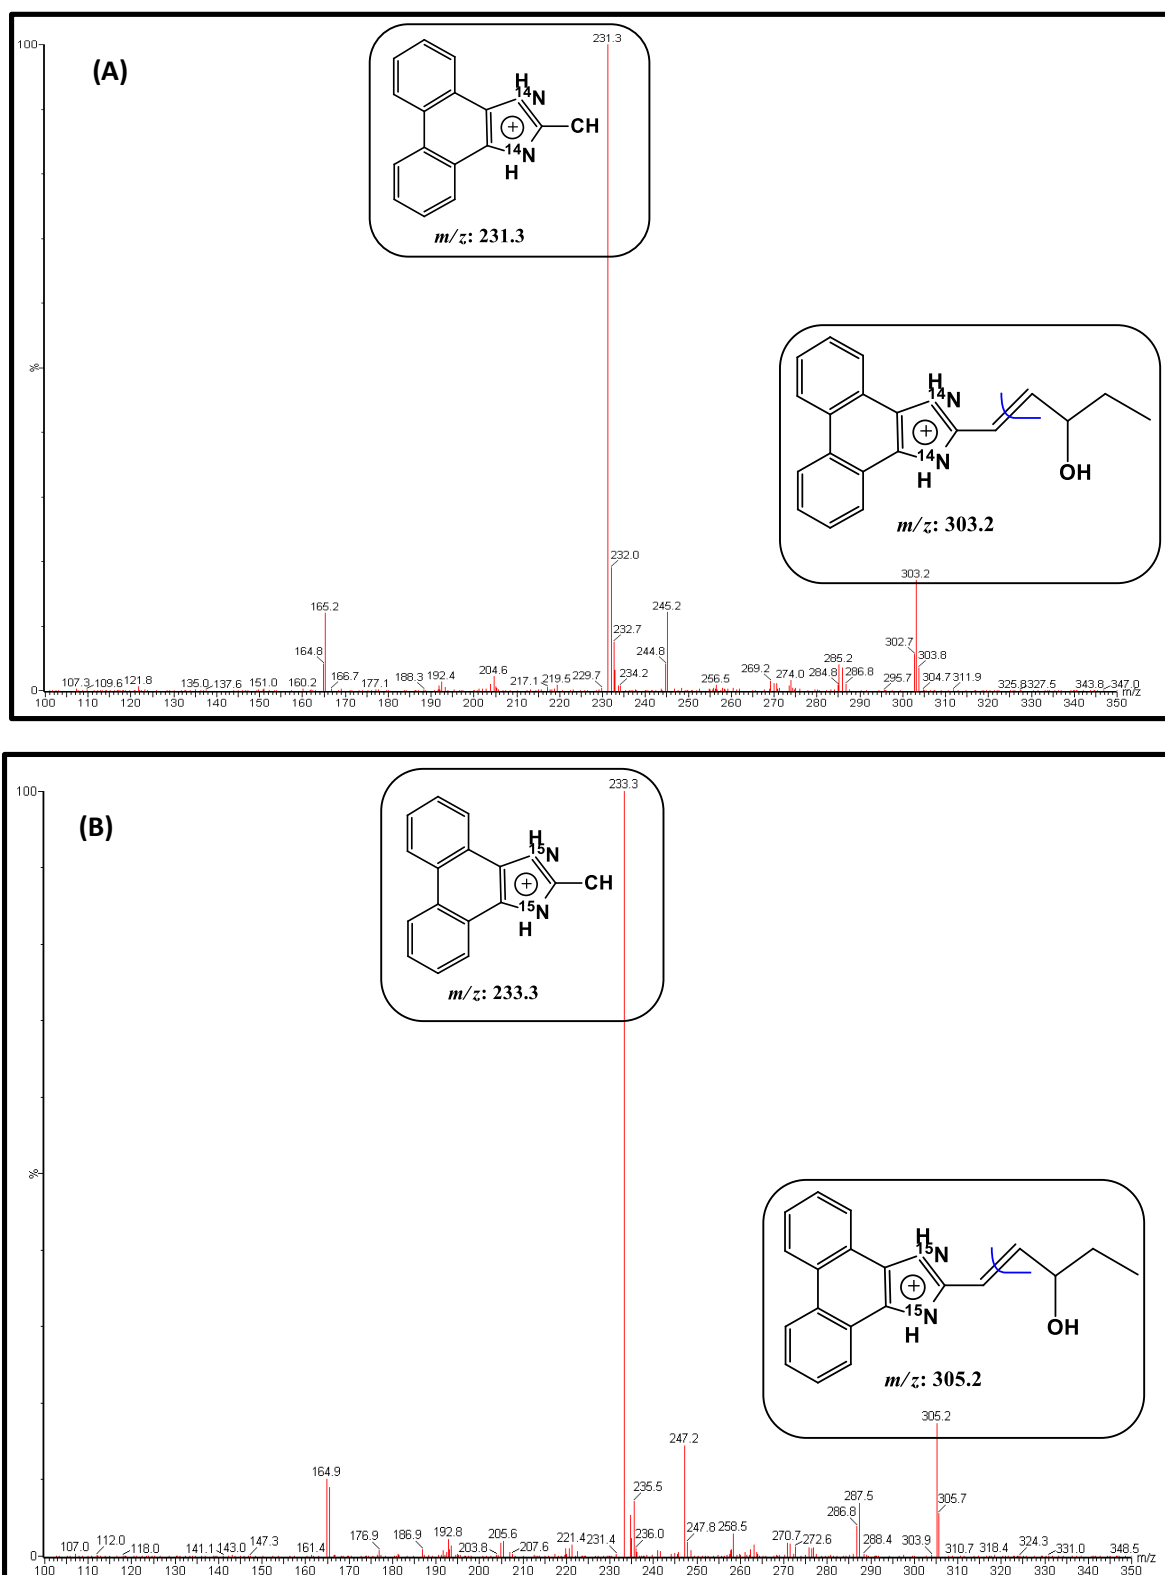 (A)
100
%
0
231.3
H
14N
CH
14N
H
m/z: 231.3
H
14N
14N
H
OH
m/z: 303.2
107.3 109.6 121.8 135.0 137.6 151.0 160.2 164.8 165.2 166.7 177.1 188.3 192.4 204.6 217.1 219.5 229.7 232.0 232.7 234.2 244.8 245.2 256.5 269.2 274.0 284.8 285.2 286.8 295.7 302.7 303.2 303.8 304.7 311.9 325.8 327.5 343.8 347.0
100 110 120 130 140 150 160 170 180 190 200 210 220 230 240 250 260 270 280 290 300 310 320 330 340 350
m/z
(B)
100
%
0
233.3
H
15N
CH
15N
H
m/z: 233.3
H
15N
15N
H
OH
m/z: 305.2
107.0 112.0 118.0 141.1 143.0 147.3 161.4 164.9 176.9 186.9 192.8 203.8 205.6 207.6 221.4 231.4 235.5 236.0 247.2 247.8 258.5 270.7 272.6 286.8 287.5 288.4 303.9 305.2 305.7 310.7 318.4 324.3 331.0 348.5
100 110 120 130 140 150 160 170 180 190 200 210 220 230 240 250 260 270 280 290 300 310 320 330 340 350
m/z